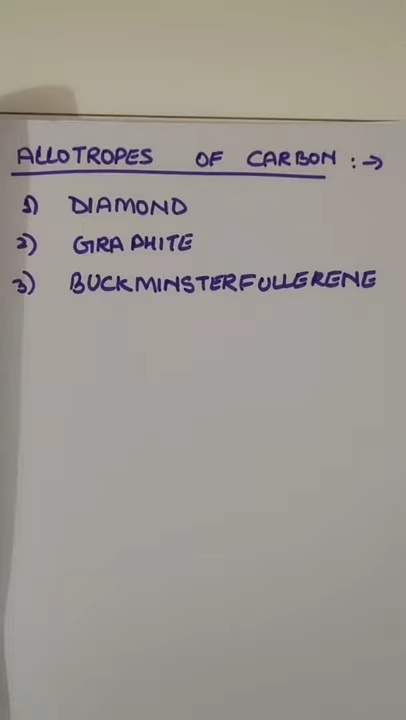 ALLOTROPES OF CARBON :→
1) DIAMOND
2) GRAPHITE
3) BUCKMINSTERFULLERENE